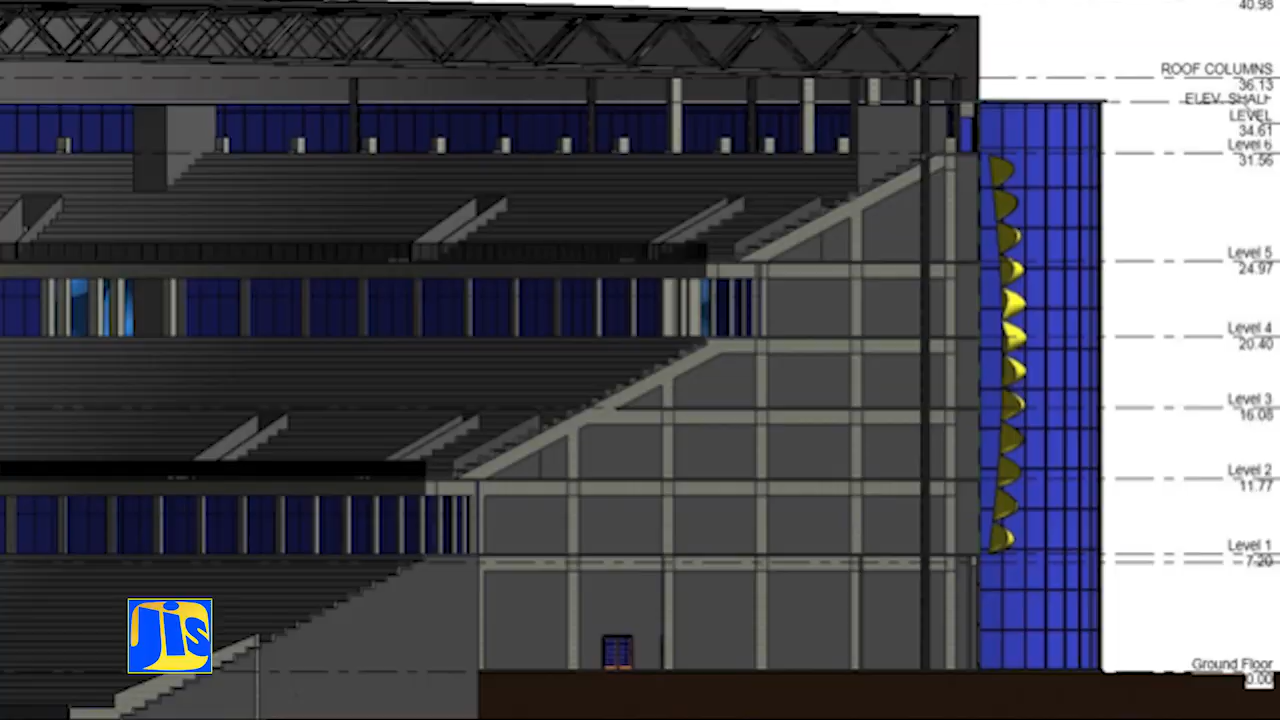 40.98
ROOF COLUMNS
36.13
ELEV. SHAFT
LEVEL
34.61
Level 6
31.56
Level 5
24.97
Level 4
20.40
Level 3
16.08
Level 2
11.77
Level 1
7.20
Ground Floor
0.00
Jis